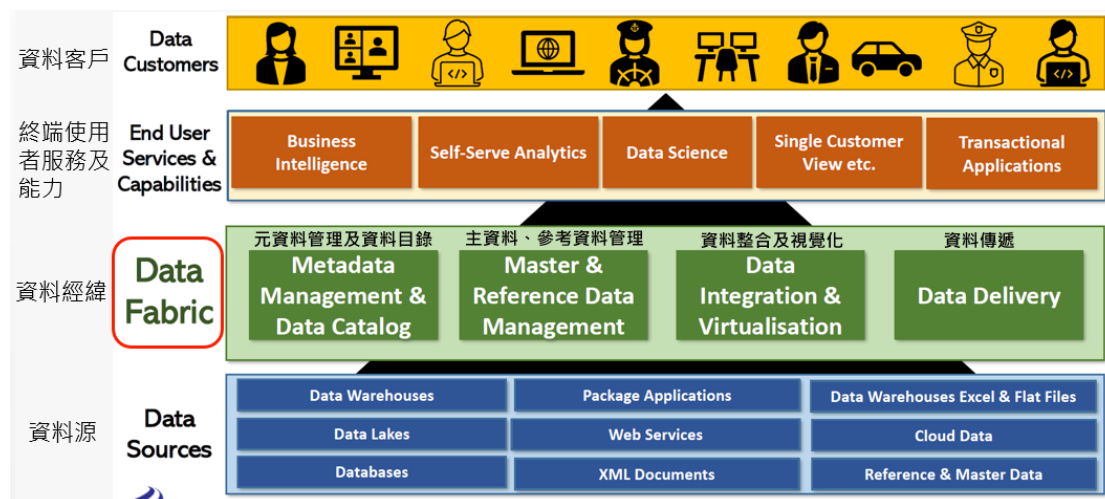 資料客戶
Data
Customers
終端使用
者服務及
能力
End User
Services &
Capabilities
Business
Intelligence
Self-Serve Analytics
Data Science
Single Customer
View etc.
Transactional
Applications
資料經緯
Data
Fabric
元資料管理及資料目錄
Metadata
Management &
Data Catalog
主資料、參考資料管理
Master &
Reference Data
Management
資料整合及視覺化
Data
Integration &
Virtualisation
資料傳遞
Data Delivery
資料源
Data
Sources
Data Warehouses
Package Applications
Data Warehouses Excel & Flat Files
Data Lakes
Web Services
Cloud Data
Databases
XML Documents
Reference & Master Data